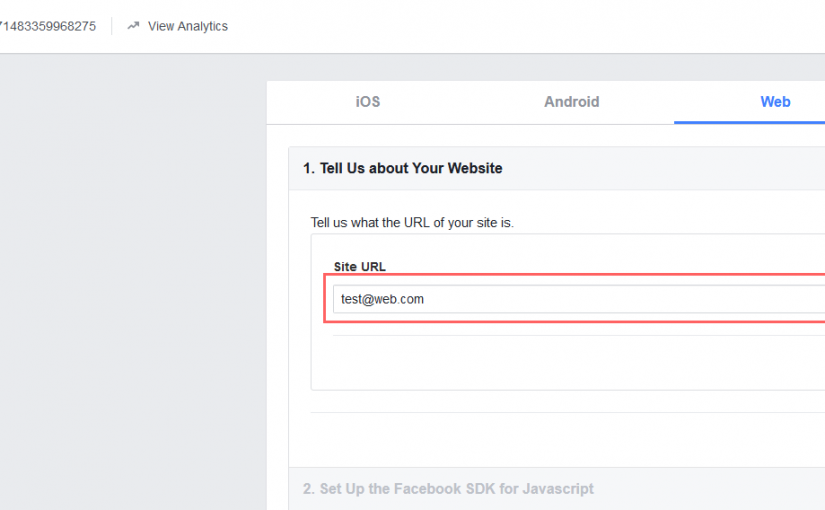 71483359968275 View Analytics
iOS Android Web
1. Tell Us about Your Website
Tell us what the URL of your site is.
Site URL
test@web.com
2. Set Up the Facebook SDK for Javascript